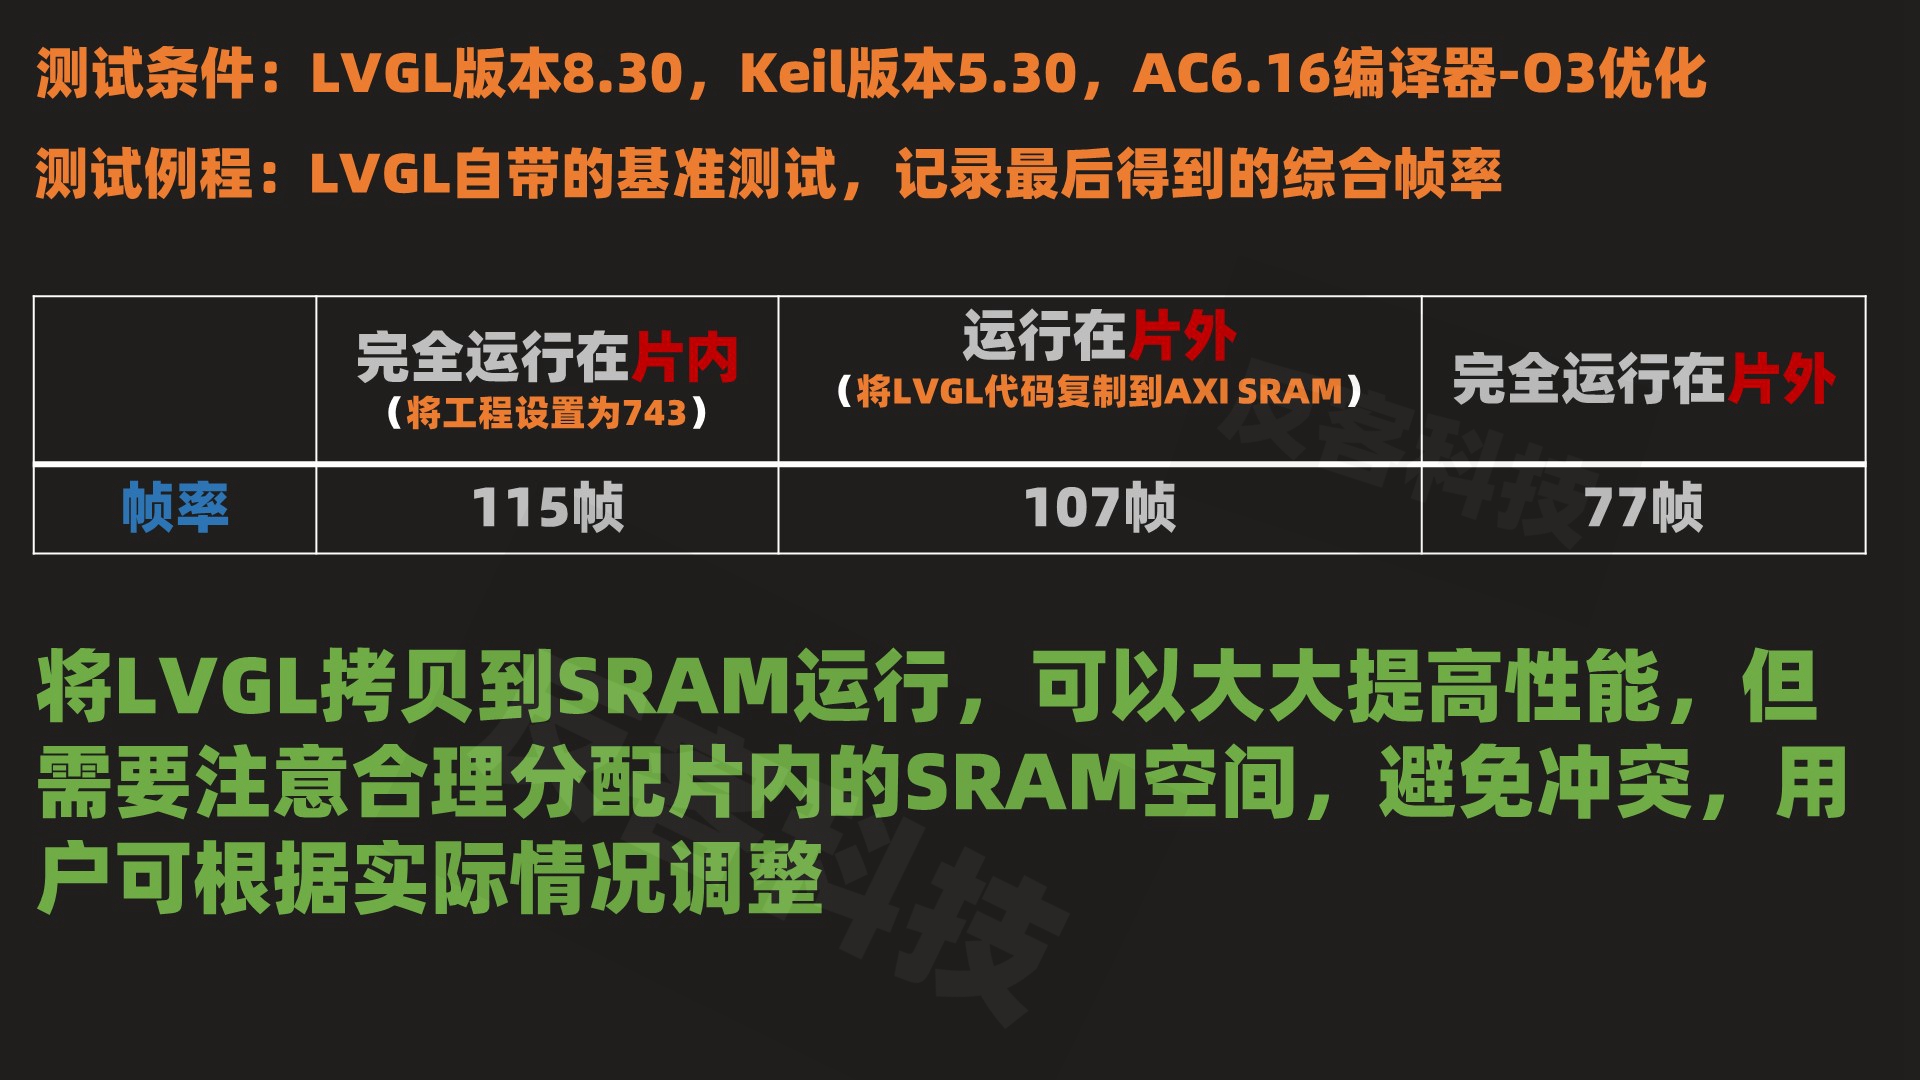 测试条件：LVGL版本8.30，Keil版本5.30，AC6.16编译器-O3优化
测试例程：LVGL自带的基准测试，记录最后得到的综合帧率
完全运行在片内
（将工程设置为743）
运行在片外
（将LVGL代码复制到AXI SRAM）
完全运行在片外
帧率
115帧
107帧
77帧
将LVGL拷贝到SRAM运行，可以大大提高性能，但
需要注意合理分配片内的SRAM空间，避免冲突，用
户可根据实际情况调整
反客科技
反客科技